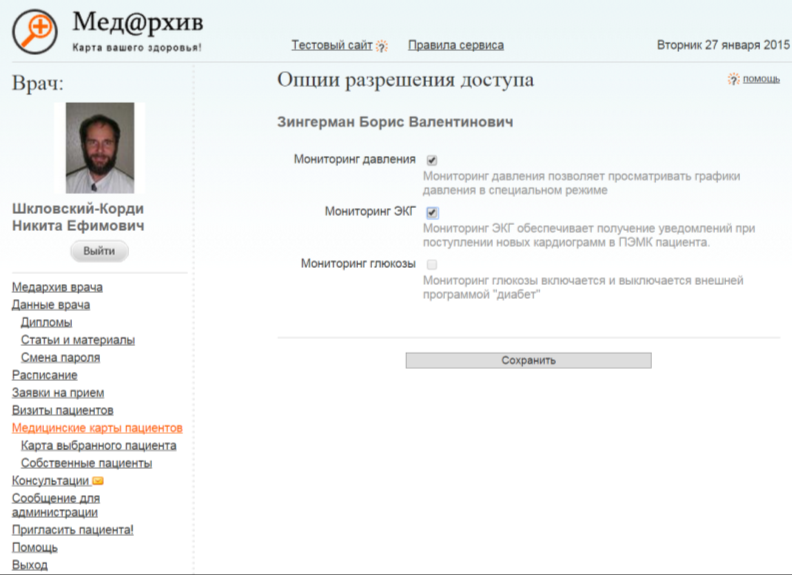 Мед@рхив
Карта вашего здоровья!
Тестовый сайт ? Правила сервиса
Вторник 27 января 2015
Врач:
Шкловский-Корди
Никита Ефимович
Выйти
Медархив врача
Данные врача
Дипломы
Статьи и материалы
Смена пароля
Расписание
Заявки на прием
Визиты пациентов
Медицинские карты пациентов
Карта выбранного пациента
Собственные пациенты
Консультации
Сообщение для
администрации
Пригласить пациента!
Помощь
Выход
Опции разрешения доступа
? помощь
Зингерман Борис Валентинович
Мониторинг давления
Мониторинг давления позволяет просматривать графики
давления в специальном режиме
Мониторинг ЭКГ
Мониторинг ЭКГ обеспечивает получение уведомлений при
поступлении новых кардиограмм в ПЭМК пациента.
Мониторинг глюкозы
Мониторинг глюкозы включается и выключается внешней
программой "диабет"
Сохранить